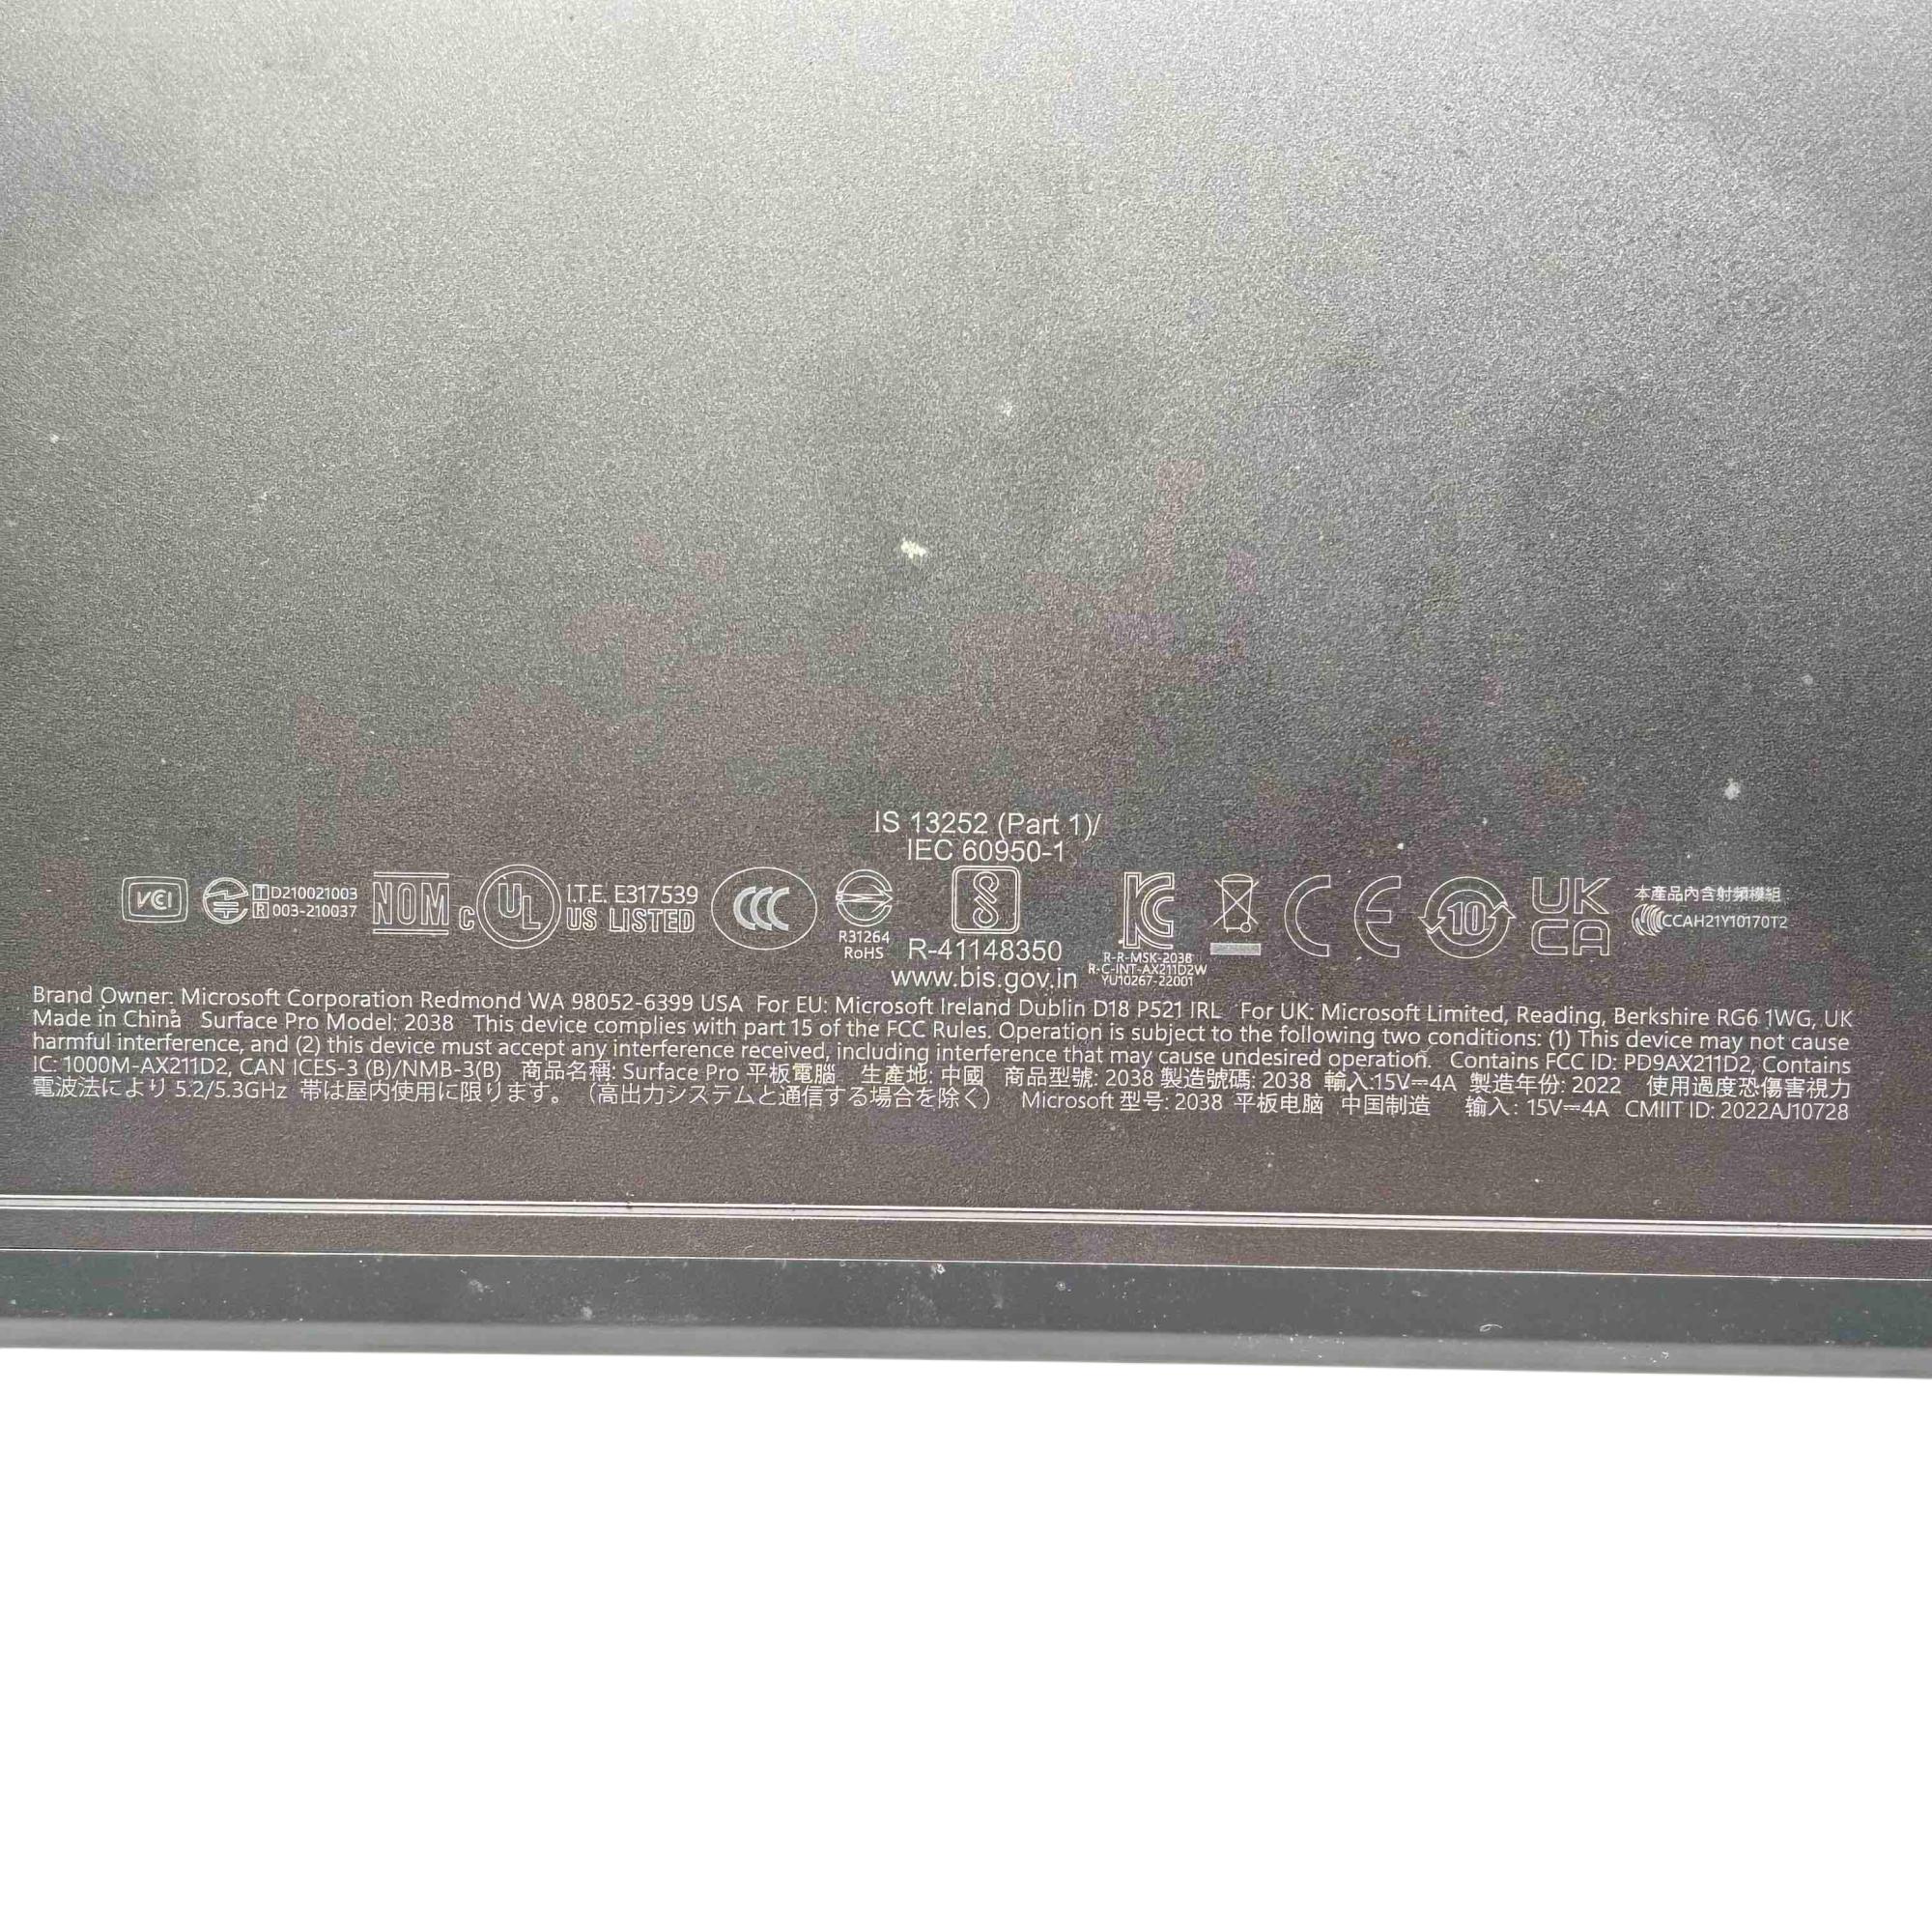 IS 13252 (Part 1)/
IEC 60950-1
VCI
T D210021003
R 003-210037
NOM
c UL I.T.E. E317539
US LISTED
CCC
R31264
RoHS
R-41148350
www.bis.gov.in
R-R-MSK-2038
R-C-INT-AX211D2W
YU10267-22001
CE
10
UK
CA
本產品內含射頻模組
CCAH21Y10170T2
Brand Owner: Microsoft Corporation Redmond WA 98052-6399 USA For EU: Microsoft Ireland Dublin D18 P521 IRL For UK: Microsoft Limited, Reading, Berkshire RG6 1WG, UK
Made in China Surface Pro Model: 2038 This device complies with part 15 of the FCC Rules. Operation is subject to the following two conditions: (1) This device may not cause
harmful interference, and (2) this device must accept any interference received, including interference that may cause undesired operation. Contains FCC ID: PD9AX211D2, Contains
IC: 1000M-AX211D2, CAN ICES-3 (B)/NMB-3(B) 商品名稱: Surface Pro 平板電腦 生產地: 中國 商品型號: 2038 製造號碼: 2038 輸入:15V⎓4A 製造年份: 2022 使用過度恐傷害視力
電波法により 5.2/5.3GHz 帯は屋内使用に限ります。（高出力システムと通信する場合を除く） Microsoft 型号: 2038 平板电脑 中国制造 输入: 15V⎓4A CMIIT ID: 2022AJ10728